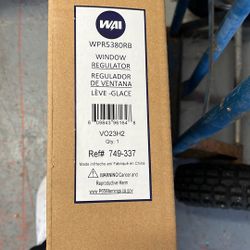 WAI
WPR5380RB
WINDOW
REGULATOR
REGULADOR
DE VENTANA
LÈVE -GLACE
VO23H2
Qty: 1
Ref# 749-337
Made in/Hecho en/ Fabriqué en China
WARNING Cancer and
Reproductive Harm
www.P65Warnings.ca.gov